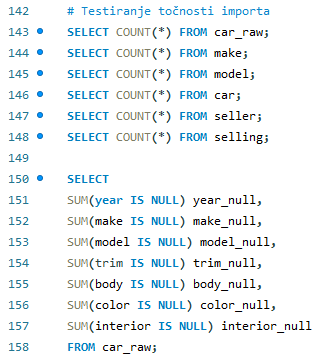 142 # Testiranje točnosti importa
143 SELECT COUNT(*) FROM car_raw;
144 SELECT COUNT(*) FROM make;
145 SELECT COUNT(*) FROM model;
146 SELECT COUNT(*) FROM car;
147 SELECT COUNT(*) FROM seller;
148 SELECT COUNT(*) FROM selling;
149
150 SELECT
151 SUM(year IS NULL) year_null,
152 SUM(make IS NULL) make_null,
153 SUM(model IS NULL) model_null,
154 SUM(trim IS NULL) trim_null,
155 SUM(body IS NULL) body_null,
156 SUM(color IS NULL) color_null,
157 SUM(interior IS NULL) interior_null
158 FROM car_raw;